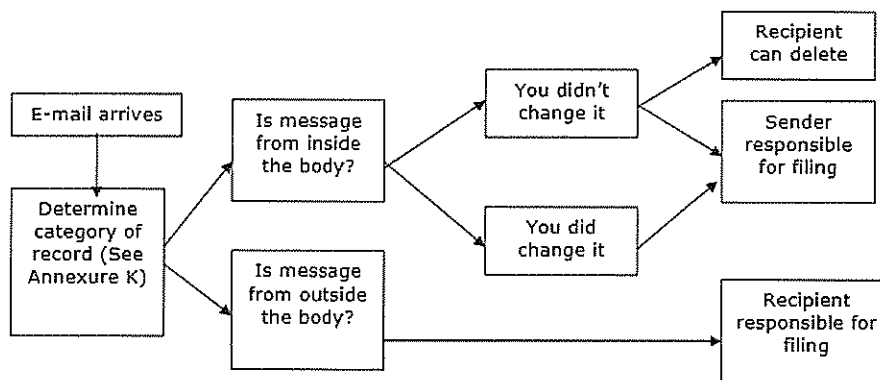 E-mail arrives
Determine
category of
record (See
Annexure K)
Is message
from inside
the body?
Is message
from outside
the body?
You didn't
change it
You did
change it
Recipient
can delete
Sender
responsible
for filing
Recipient
responsible for
filing